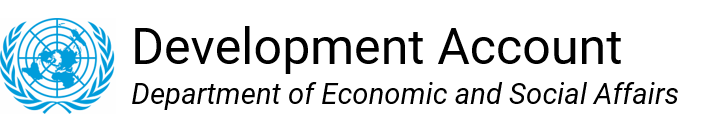 Development Account
Department of Economic and Social Affairs